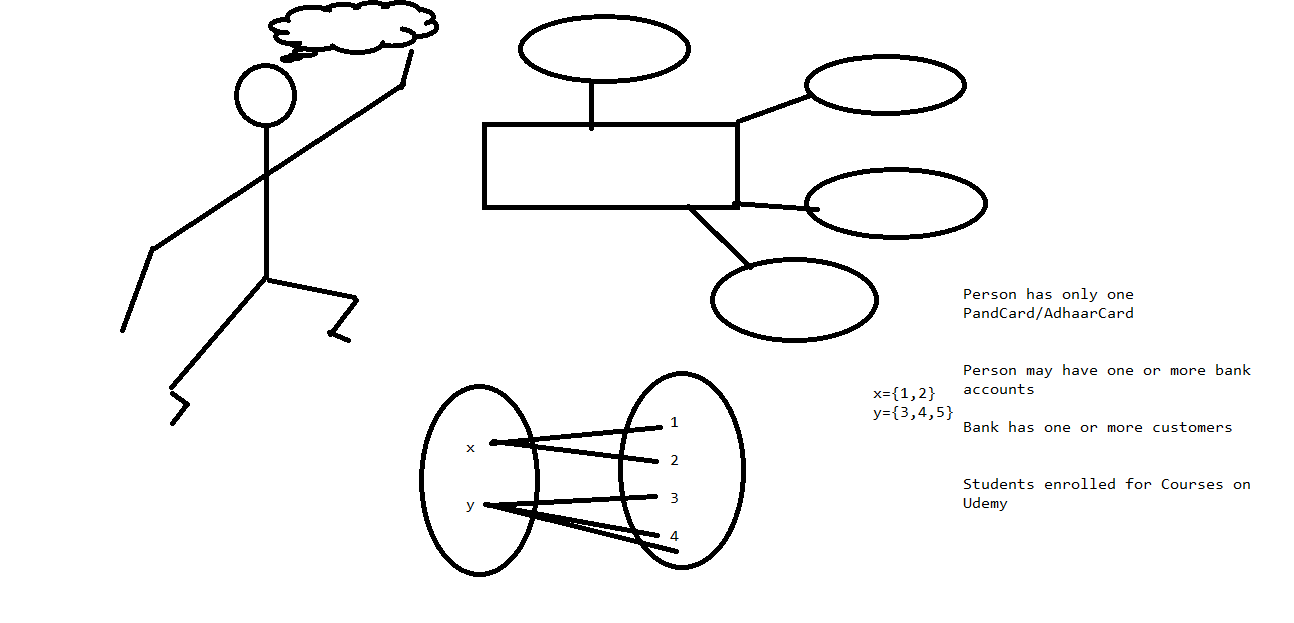 Person has only one
PandCard/AdhaarCard
Person may have one or more bank
accounts
x={1,2}
y={3,4,5}
Bank has one or more customers
Students enrolled for Courses on
Udemy
x
y
1
2
3
4